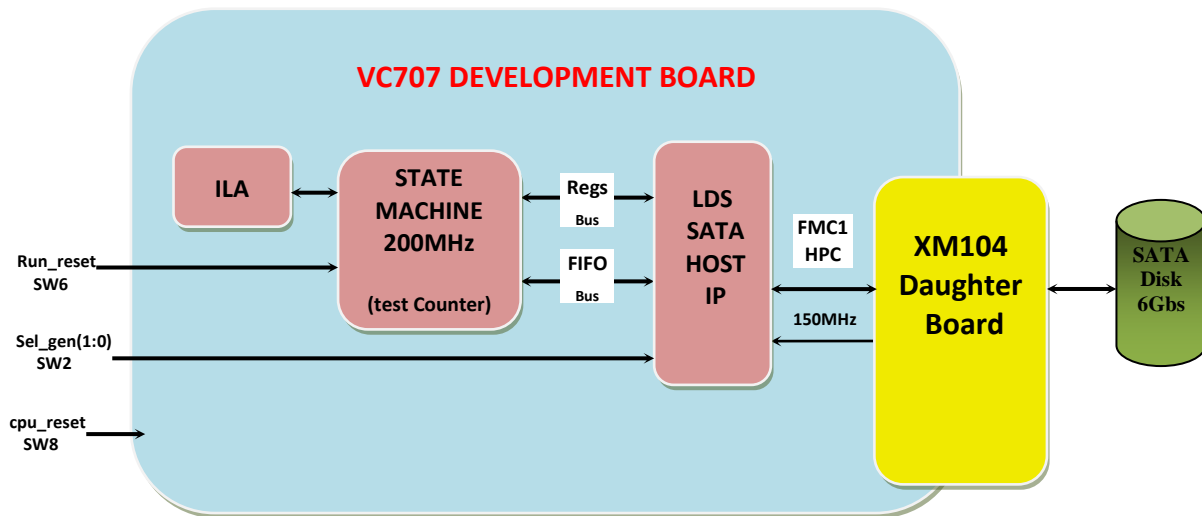 VC707 DEVELOPMENT BOARD
ILA
STATE
MACHINE
200MHz
(test Counter)
Regs
Bus
FIFO
Bus
LDS
SATA
HOST
IP
FMC1
HPC
150MHz
XM104
Daughter
Board
SATA
Disk
6Gbs
Run_reset
SW6
Sel_gen(1:0)
SW2
cpu_reset
SW8